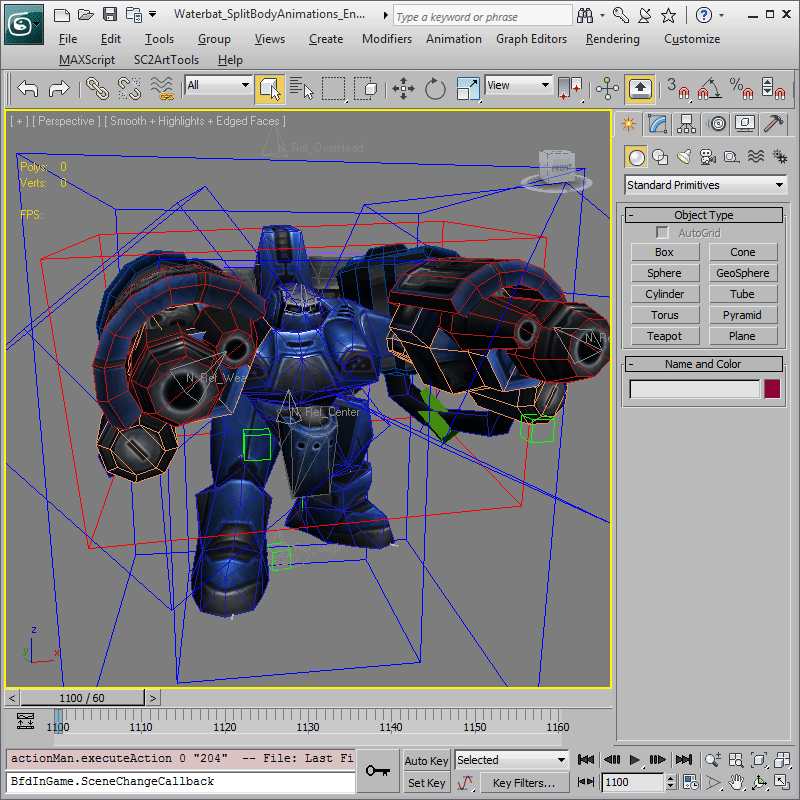 Waterbat_SplitBodyAnimations_En...
Type a keyword or phrase
File Edit Tools Group Views Create Modifiers Animation Graph Editors Rendering Customize
MAXScript SC2ArtTools Help
All
View
3
%
[ + ] [ Perspective ] [ Smooth + Highlights + Edged Faces ]
Ref_OverHead
Polys: 0
Verts: 0
FPS:
FRONT
N: Ref_Wea
N: Re
N: Ref_Center
z
y
x
Standard Primitives
- Object Type
AutoGrid
Box Cone
Sphere GeoSphere
Cylinder Tube
Torus Pyramid
Teapot Plane
- Name and Color
< 1100 / 60 >
1100 1110 1120 1130 1140 1150 1160
actionMan.executeAction 0 "204" -- File: Last Fi
BfdInGame.SceneChangeCallback
Auto Key
Selected
Set Key
Key Filters...
1100